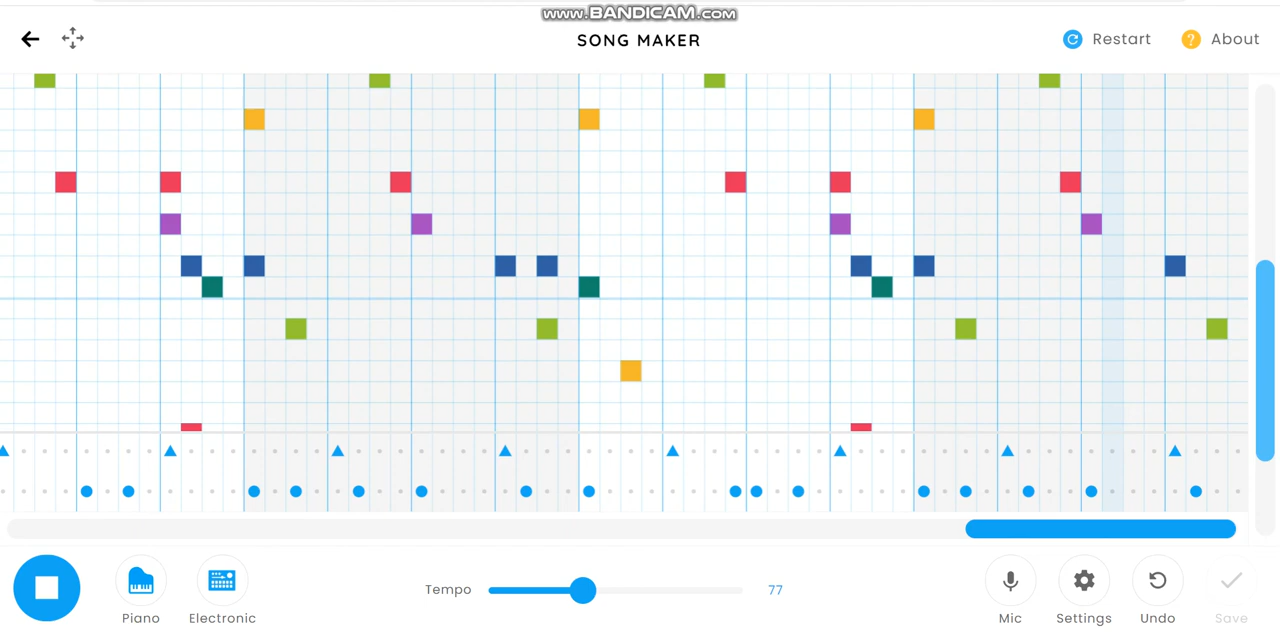 www.BANDICAM.com
SONG MAKER
Restart
? About
Piano
Electronic
Tempo
77
Mic
Settings
Undo
Save